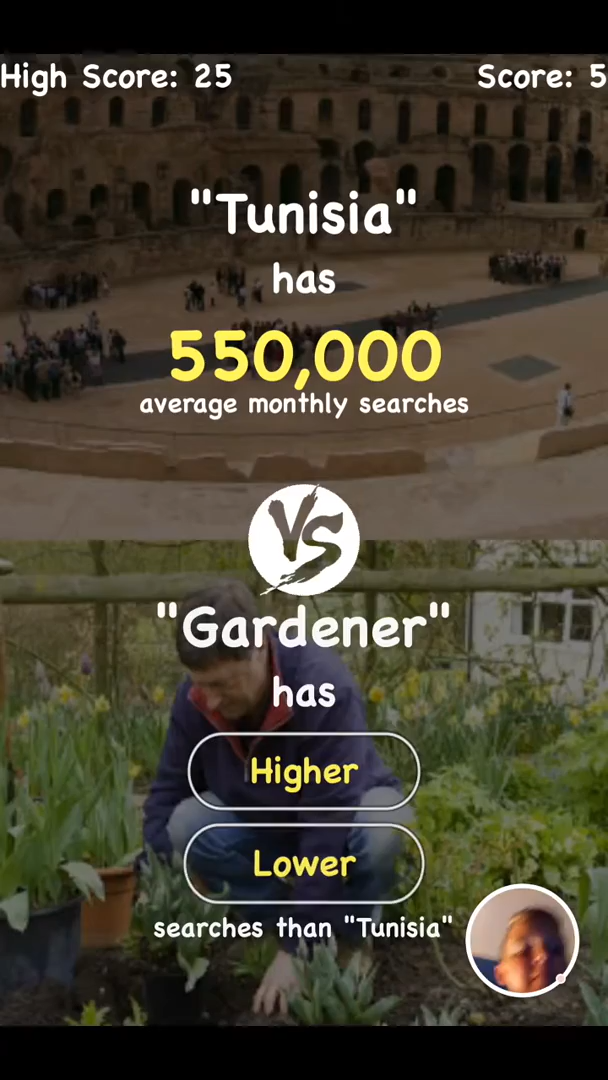 High Score: 25
Score: 5
"Tunisia"
has
550,000
average monthly searches
VS
"Gardener"
has
Higher
Lower
searches than "Tunisia"